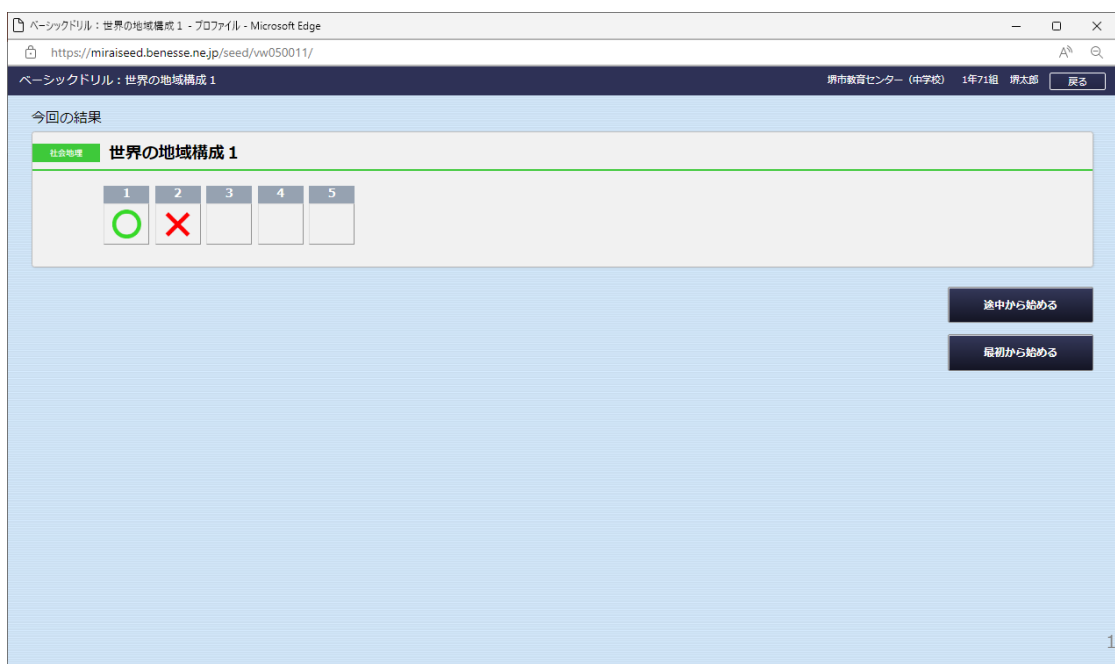 ベーシックドリル：世界の地域構成１ - プロファイル - Microsoft Edge
https://miraiseed.benesse.ne.jp/seed/vw050011/
ベーシックドリル：世界の地域構成１ 堺市教育センター（中学校） 1年71組 堺太郎 戻る
今回の結果
社会地理 世界の地域構成１
1 2 3 4 5
途中から始める
最初から始める
1